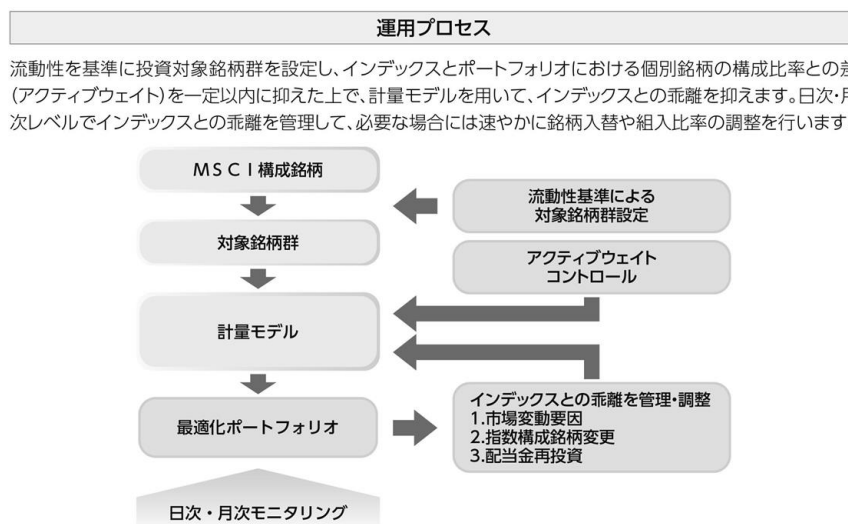 運用プロセス
流動性を基準に投資対象銘柄群を設定し、インデックスとポートフォリオにおける個別銘柄の構成比率との
(アクティブウェイト)を一定以内に抑えた上で、計量モデルを用いて、インデックスとの乖離を抑えます。日次・
次レベルでインデックスとの乖離を管理して、必要な場合には速やかに銘柄入替や組入比率の調整を行います
MSCI構成銘柄
流動性基準による
対象銘柄群設定
対象銘柄群
アクティブウェイト
コントロール
計量モデル
最適化ポートフォリオ
インデックスとの乖離を管理・調整
1.市場変動要因
2.指数構成銘柄変更
3.配当金再投資
日次・月次モニタリング